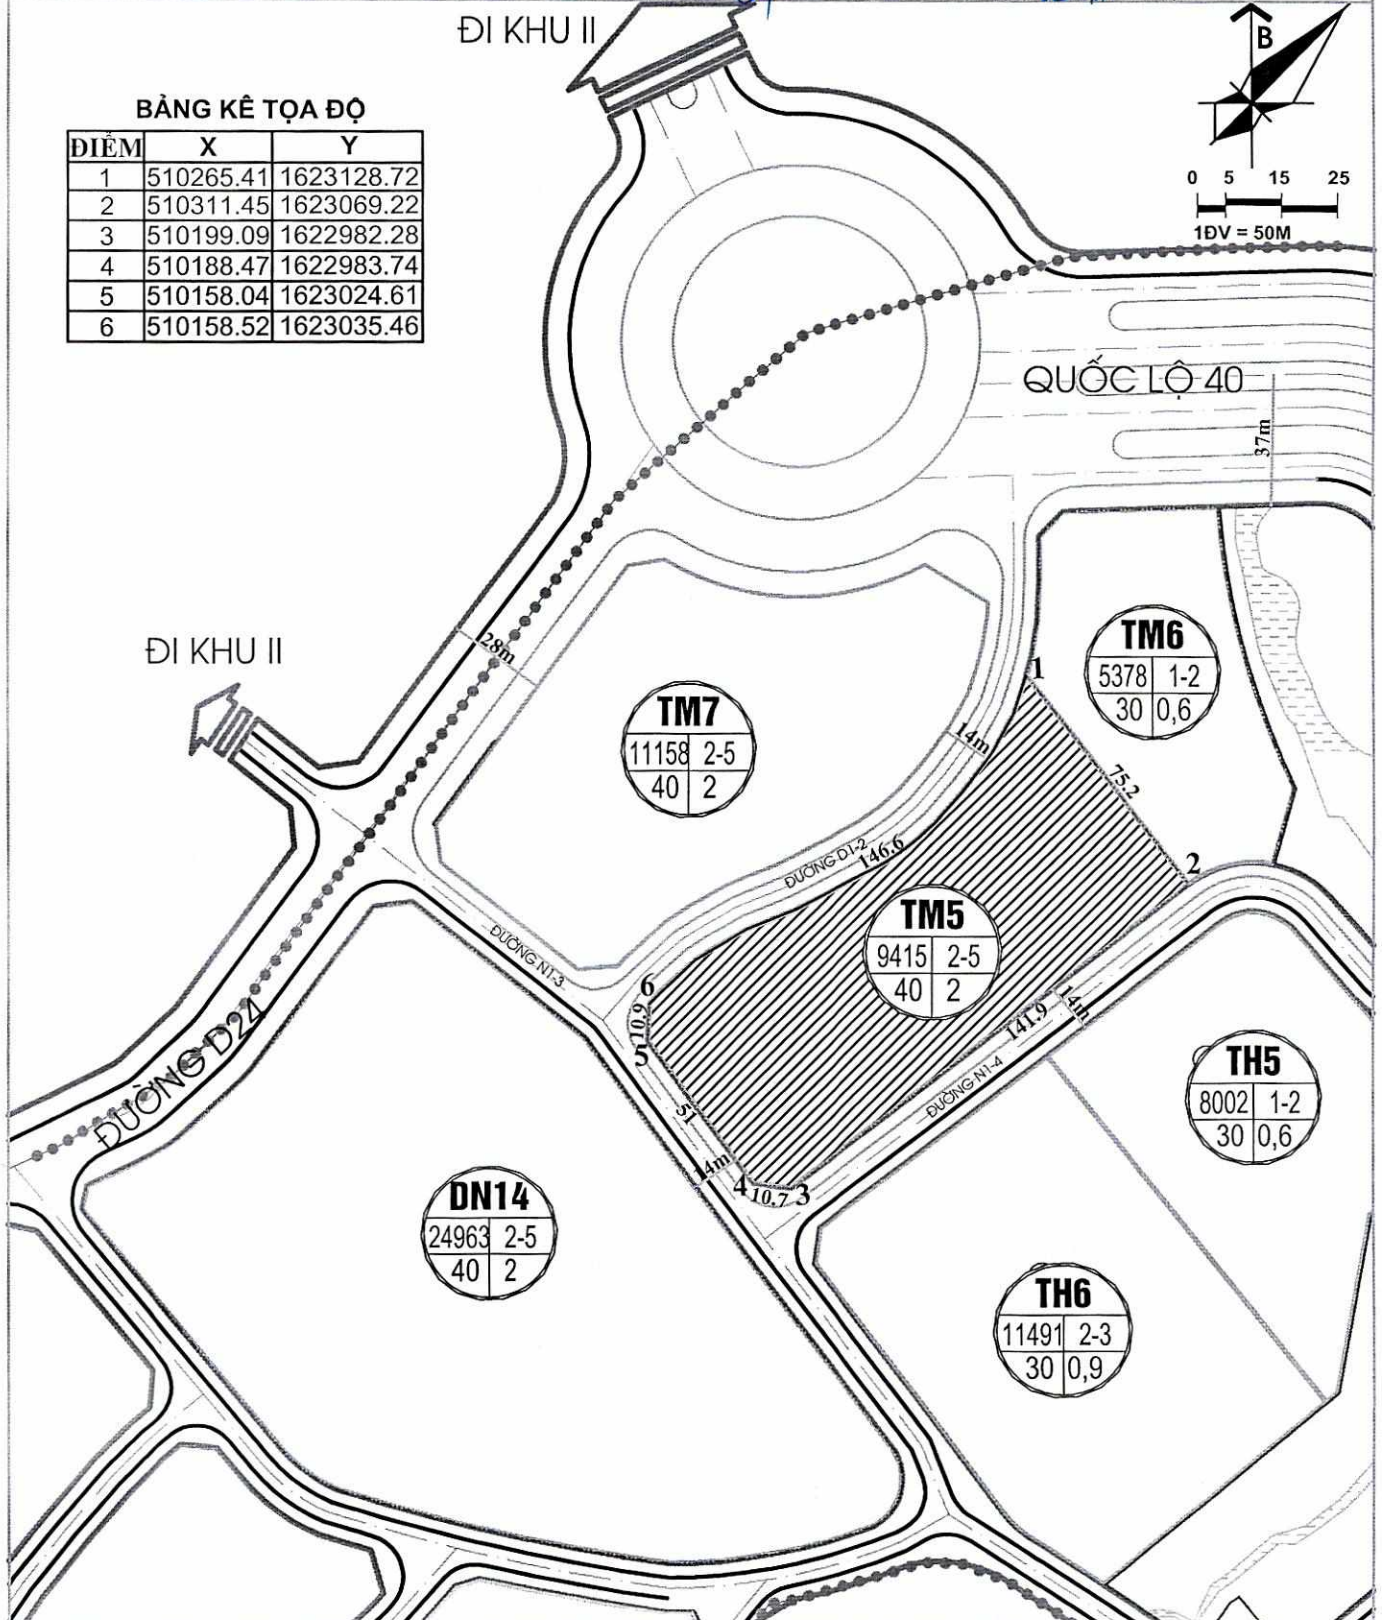 ĐI KHU II
B
BẢNG KÊ TỌA ĐỘ
ĐIỂM X Y
1 510265.41 1623128.72
2 510311.45 1623069.22
3 510199.09 1622982.28
4 510188.47 1622983.74
5 510158.04 1623024.61
6 510158.52 1623035.46
0 5 15 25
1ĐV = 50M
QUỐC LỘ 40
37m
ĐI KHU II
28m
TM6
5378 1-2
30 0,6
1
TM7
11158 2-5
40 2
14m
75.2
ĐƯỜNG D1-2
146.6
2
TM5
9415 2-5
40 2
ĐƯỜNG N1-3
6
10.9
5
ĐƯỜNG D24
14m
141.9
ĐƯỜNG N1-4
TH5
8002 1-2
30 0,6
51
14m
4
10.7
3
DN14
24963 2-5
40 2
TH6
11491 2-3
30 0,9